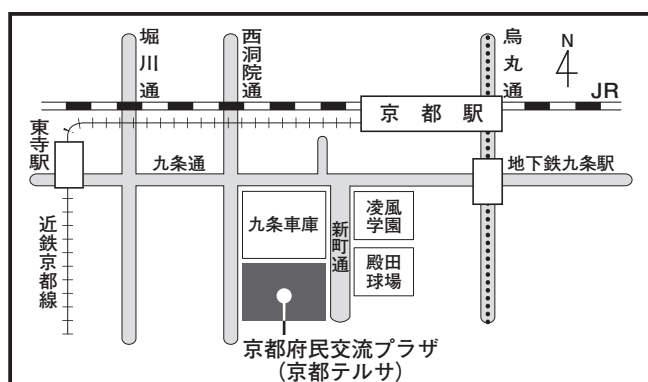 堀川通
西洞院通
烏丸通
N
JR
京都駅
東寺駅
九条通
地下鉄九条駅
近鉄京都線
九条車庫
新町通
凌風
学園
殿田
球場
京都府民交流プラザ
(京都テルサ)